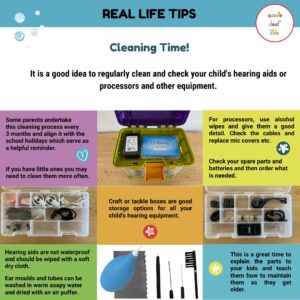 REAL LIFE TIPS
aussie
deaf
kids
Cleaning Time!
It is a good idea to regularly clean and check your child's hearing aids or
processors and other equipment.
Some parents undertake
this cleaning process every
3 months and align it with the
school holidays which serve as
a helpful reminder.
If you have little ones you may
need to clean them more often.
For processors, use alcohol
wipes and give them a good
detail. Check the cables and
replace mic covers etc.
Check your spare parts and
batteries and then order what
is needed.
Craft or tackle boxes are good
storage options for all your
child's hearing equipment.
Hearing aids are not waterproof
and should be wiped with a soft
dry cloth.
Ear moulds and tubes can be
washed in warm soapy water
and dried with an air puffer.
This is a great time to
explain the parts to
your kids and teach
them how to
maintain them as they
get older.